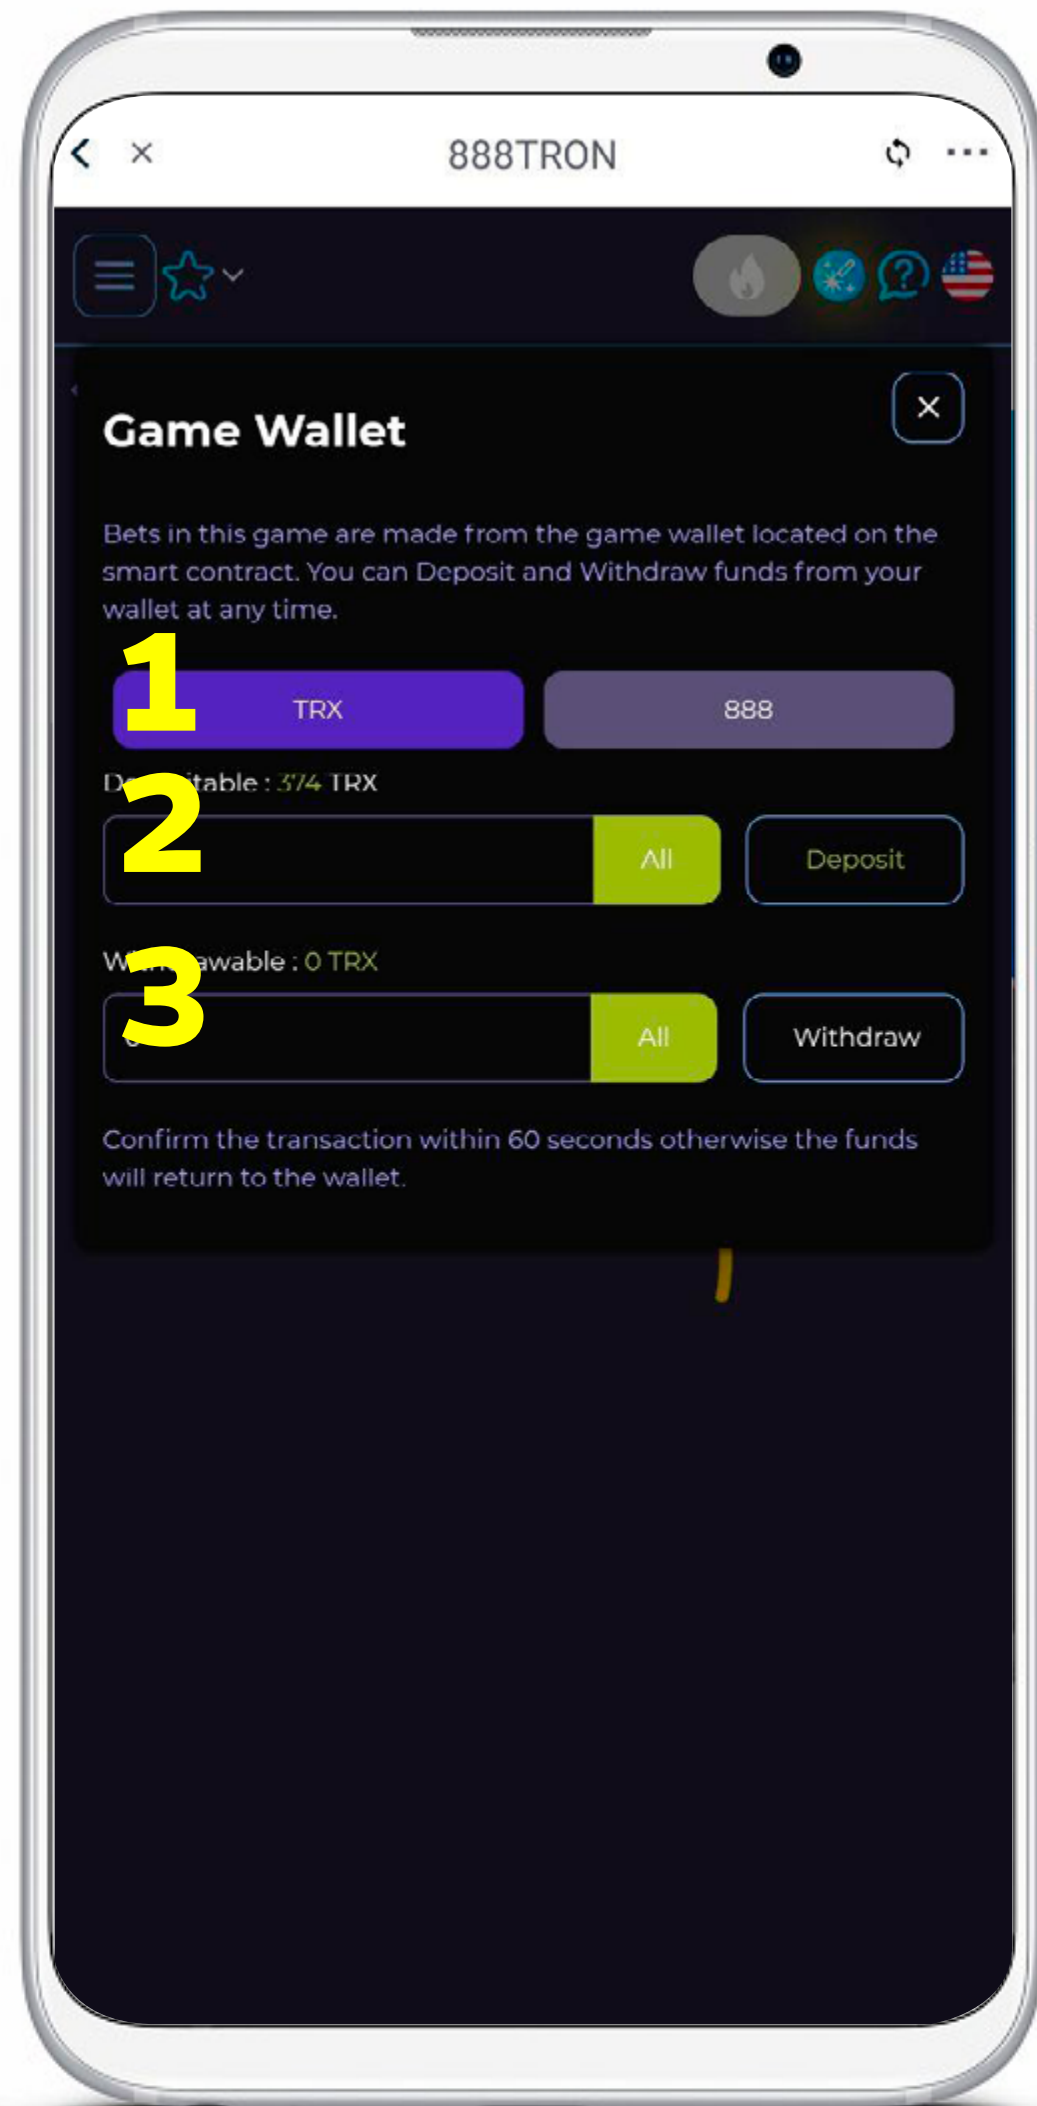 888TRON
Game Wallet
Bets in this game are made from the game wallet located on the
smart contract. You can Deposit and Withdraw funds from your
wallet at any time.
1
TRX 888
374 TRX
2
All Deposit
0 TRX
3
All Withdraw
Confirm the transaction within 60 seconds otherwise the funds
will return to the wallet.